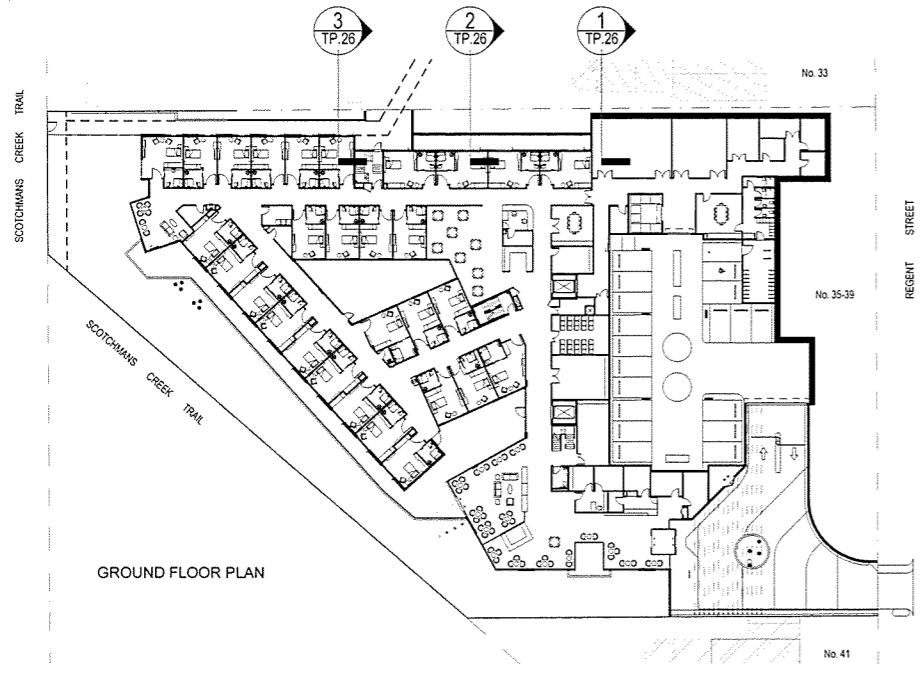 3
TP.26
2
TP.26
1
TP.26
No. 33
SCOTCHMANS CREEK TRAIL
REGENT STREET
No. 35-39
SCOTCHMANS CREEK TRAIL
GROUND FLOOR PLAN
No. 41